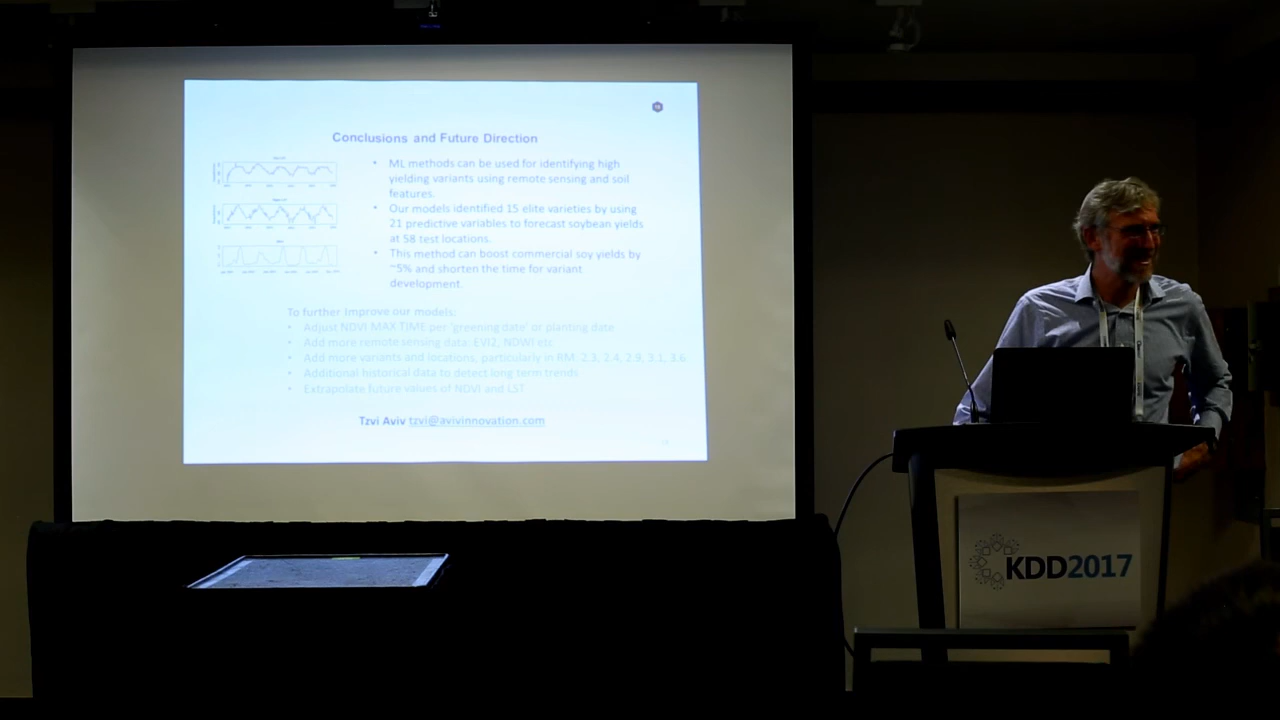 Conclusions and Future Direction
• ML methods can be used for identifying high
yielding variants using remote sensing and soil
features.
• Our models identified 15 elite varieties by using
21 predictive variables to forecast soybean yields
at 58 test locations.
• This method can boost commercial soy yields by
~5% and shorten the time for variant
development.
To further Improve our models:
• Adjust NDVI MAX TIME per 'greening date' or planting date
• Add more remote sensing data: EVI2, NDWI etc
• Add more variants and locations, particularly in RM 2.3, 2.4, 2.9, 3.1, 3.6
• Additional historical data to detect long term trends
• Extrapolate future values of NDVI and LST
Tzvi Aviv tzvi@avivinnovation.com
KDD2017